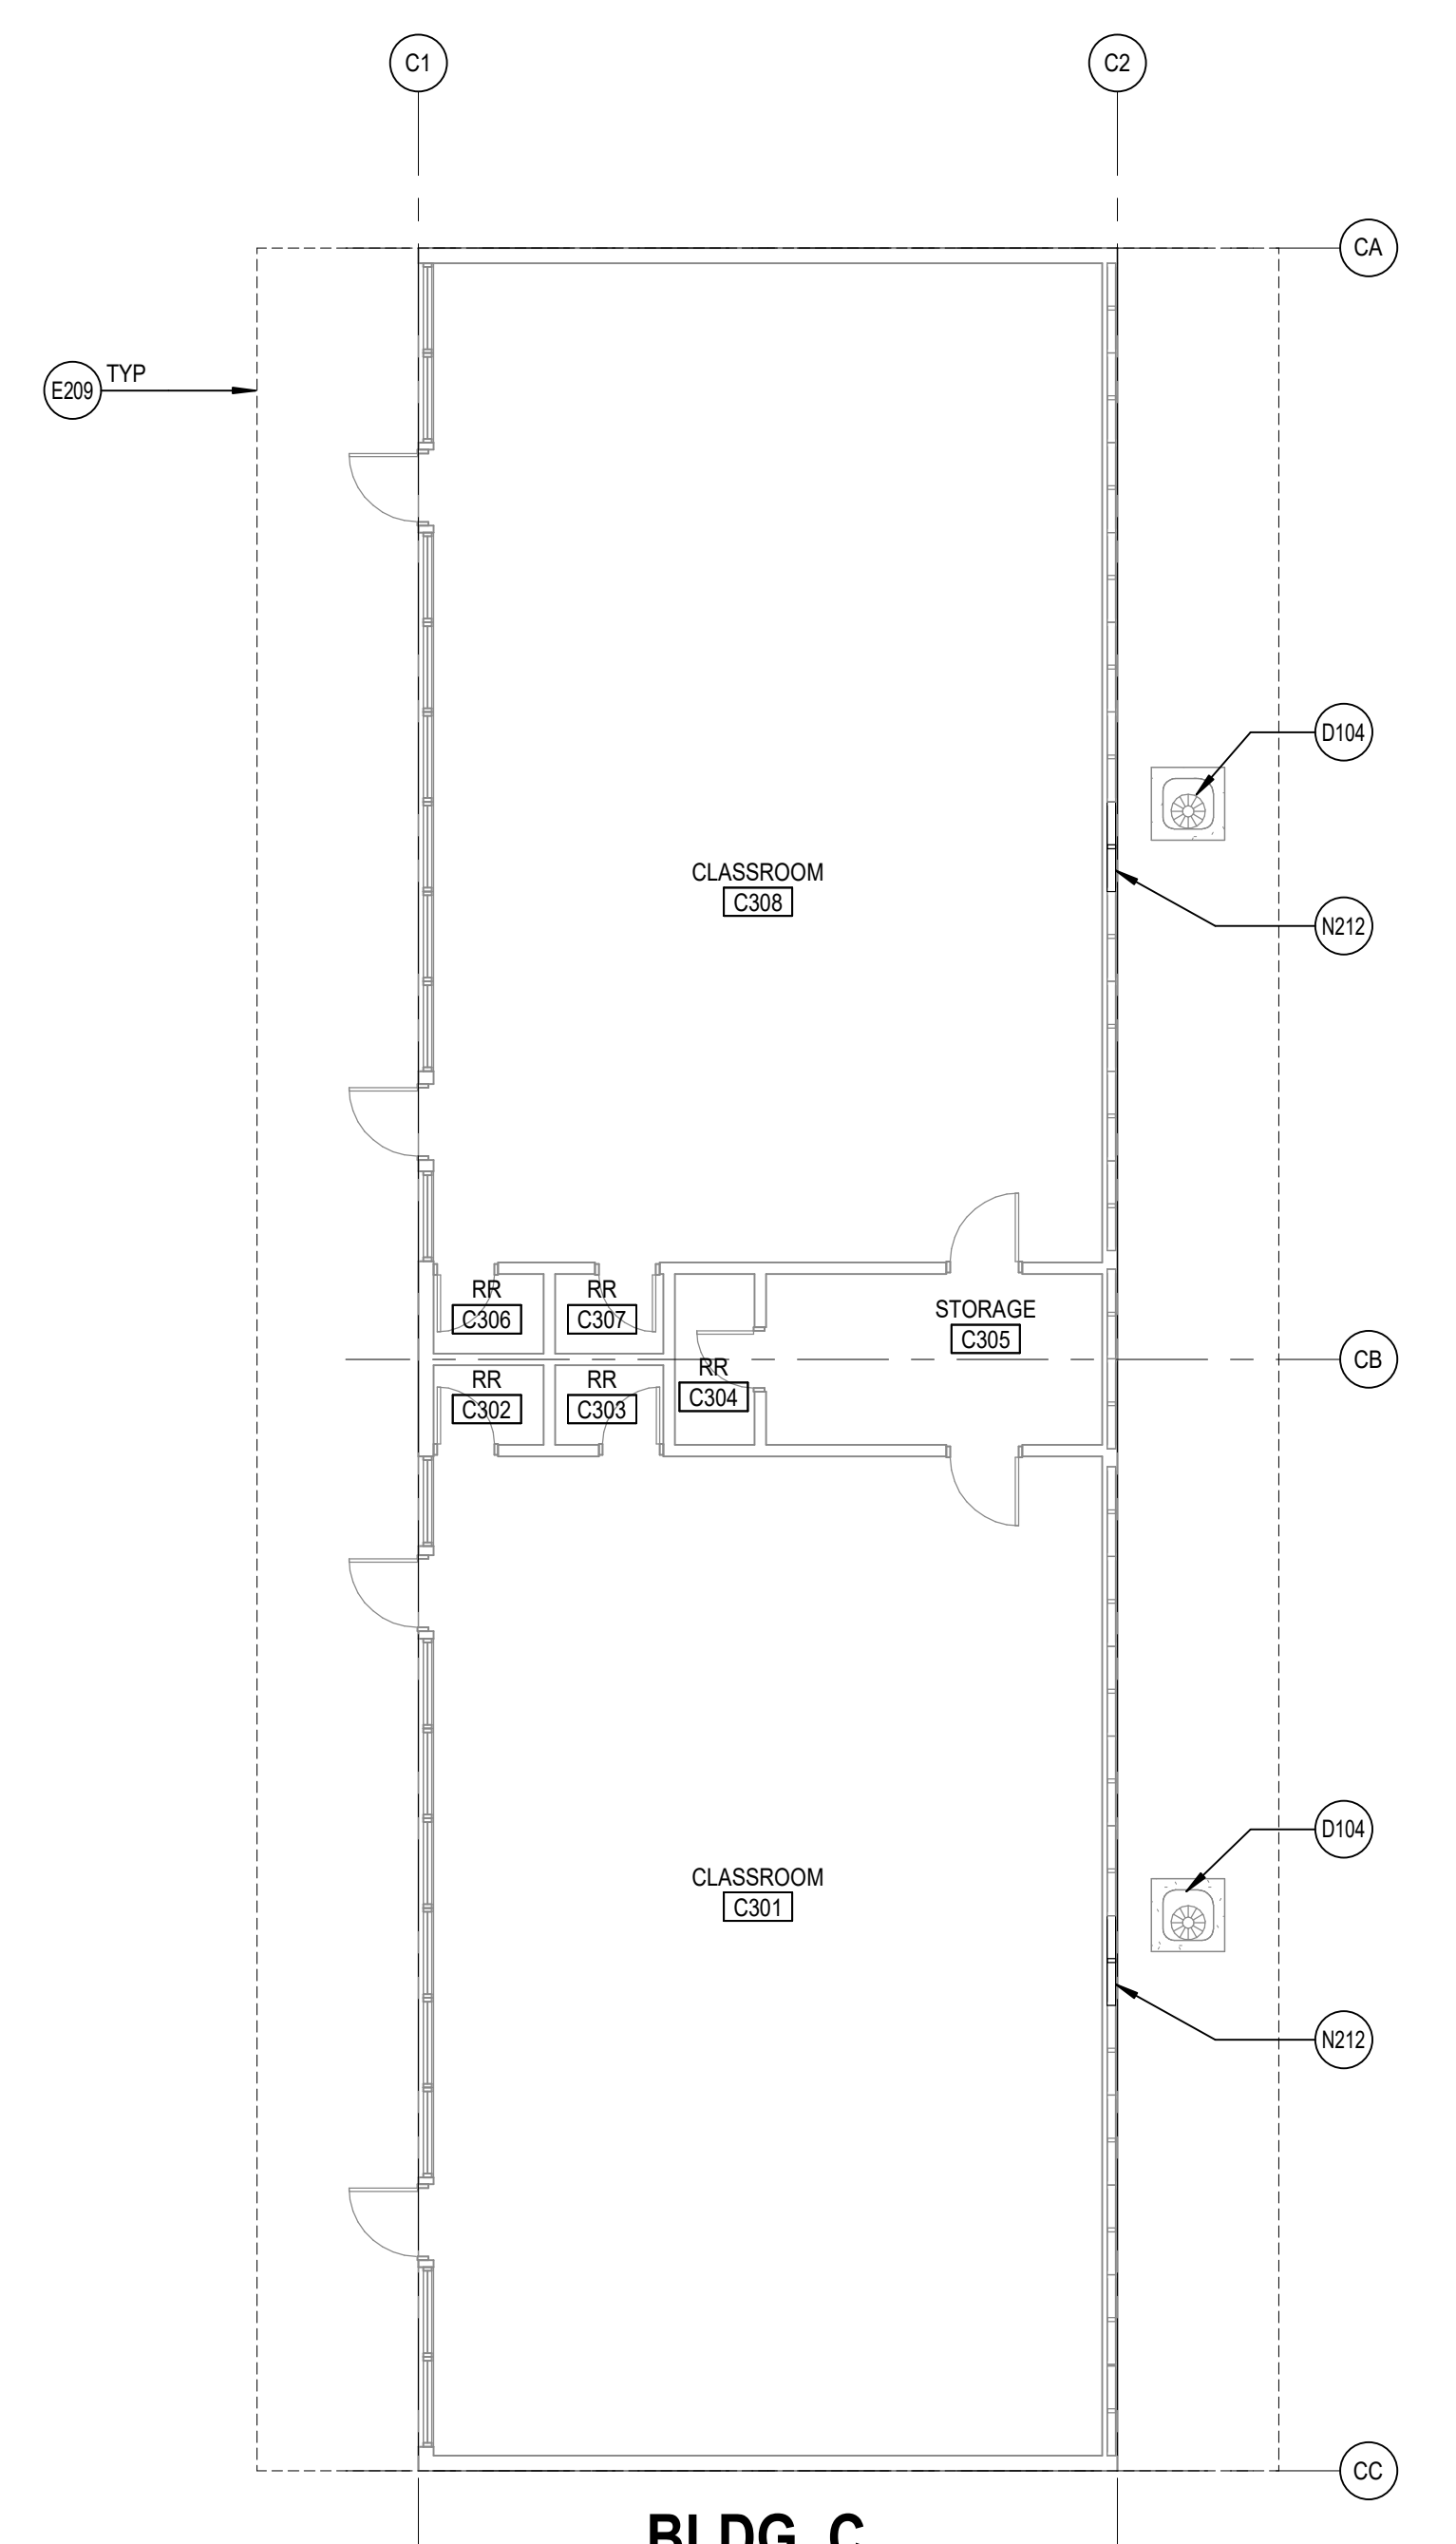 C1
C2
CA
E209
TYP
D104
CLASSROOM
C308
N212
RR
C306
RR
C307
STORAGE
C305
CB
RR
C302
RR
C303
RR
C304
D104
CLASSROOM
C301
N212
CC
BLDG. C